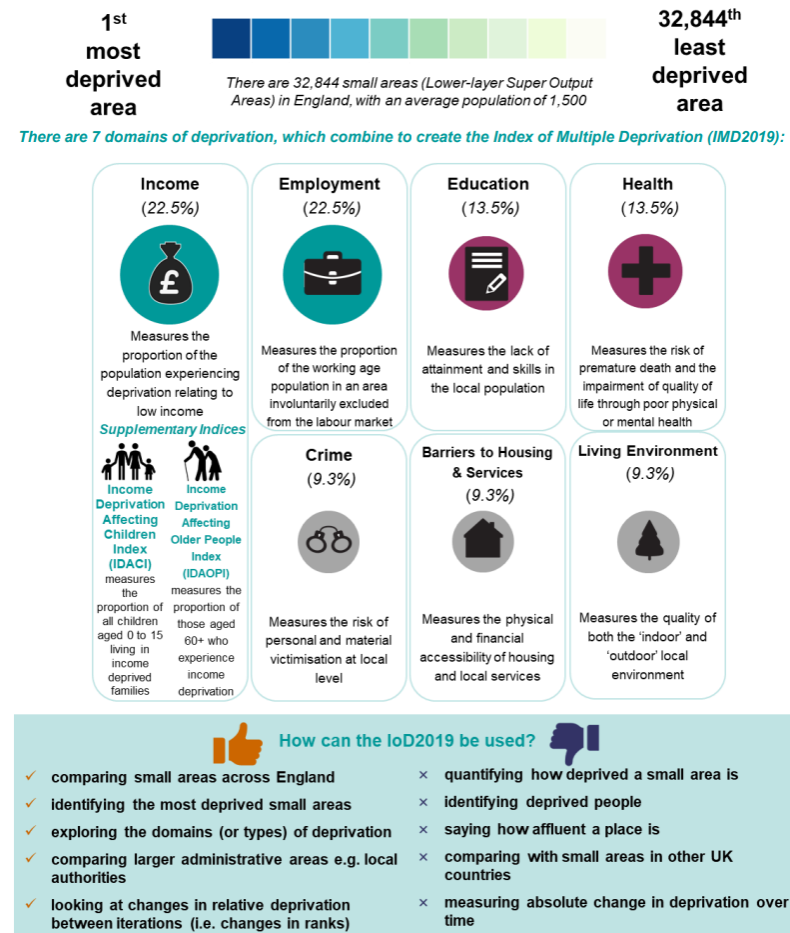 1st
most
deprived
area
32,844th
least
deprived
area
There are 32,844 small areas (Lower-layer Super Output
Areas) in England, with an average population of 1,500
There are 7 domains of deprivation, which combine to create the Index of Multiple Deprivation (IMD2019):
Income
(22.5%)
£
Measures the
proportion of the
population experiencing
deprivation relating to
low income
Supplementary Indices
Income
Deprivation
Affecting
Children
Index
(IDACI)
measures
the
proportion of
all children
aged 0 to 15
living in
income
deprived
families
Income
Deprivation
Affecting
Older People
Index
(IDAOPI)
measures the
proportion of
those aged
60+ who
experience
income
deprivation
Employment
(22.5%)
Measures the proportion
of the working age
population in an area
involuntarily excluded
from the labour market
Education
(13.5%)
Measures the lack of
attainment and skills in
the local population
Health
(13.5%)
Measures the risk of
premature death and the
impairment of quality of
life through poor physical
or mental health
Crime
(9.3%)
Measures the risk of
personal and material
victimisation at local
level
Barriers to Housing
& Services
(9.3%)
Measures the physical
and financial
accessibility of housing
and local services
Living Environment
(9.3%)
Measures the quality of
both the ‘indoor’ and
‘outdoor’ local
environment
How can the IoD2019 be used?
✓ comparing small areas across England
✓ identifying the most deprived small areas
✓ exploring the domains (or types) of deprivation
✓ comparing larger administrative areas e.g. local
authorities
✓ looking at changes in relative deprivation
between iterations (i.e. changes in ranks)
× quantifying how deprived a small area is
× identifying deprived people
× saying how affluent a place is
× comparing with small areas in other UK
countries
× measuring absolute change in deprivation over
time